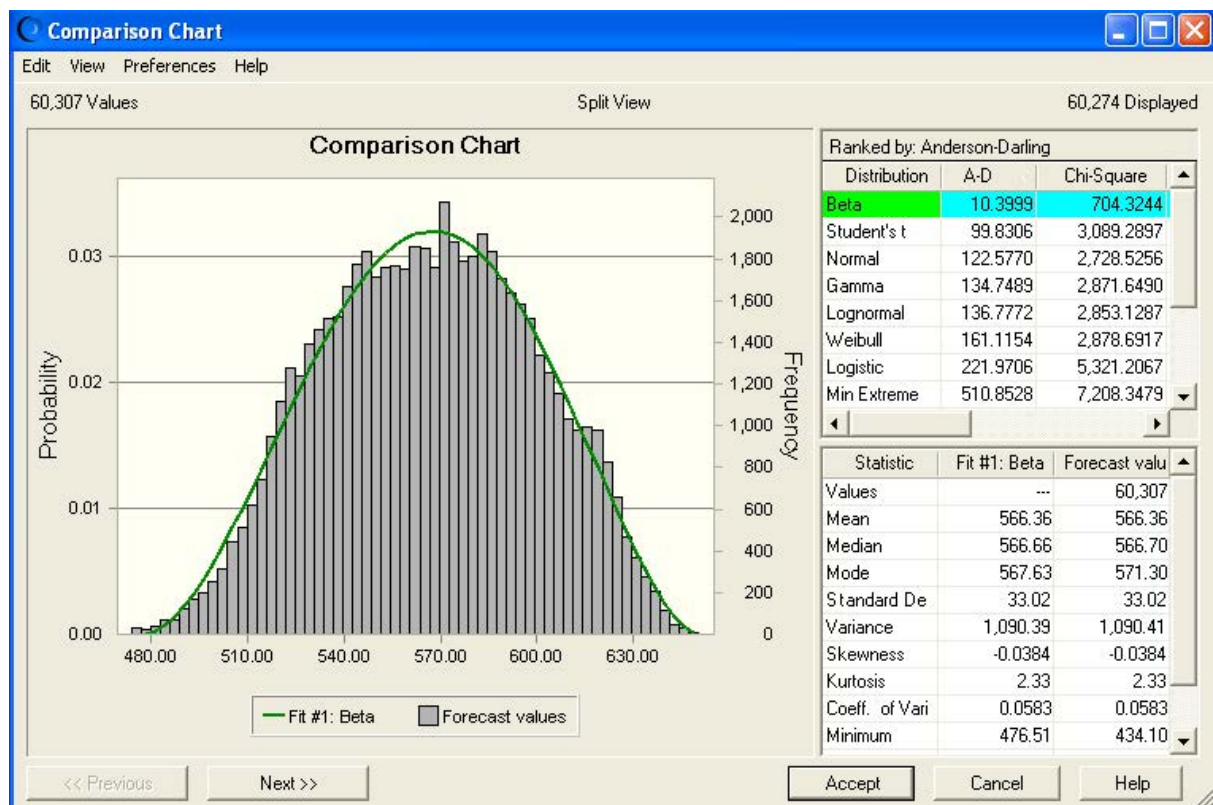 Comparison Chart
Edit View Preferences Help
60,307 Values Split View 60,274 Displayed
Comparison Chart
Probability
0.03
0.02
0.01
0.00
2,000
1,800
1,600
1,400
1,200
1,000
800
600
400
200
0
Frequency
480.00 510.00 540.00 570.00 600.00 630.00
Fit #1: Beta Forecast values
Ranked by: Anderson-Darling
Distribution A-D Chi-Square
Beta 10.3999 704.3244
Student's t 99.8306 3,089.2897
Normal 122.5770 2,728.5256
Gamma 134.7489 2,871.6490
Lognormal 136.7772 2,853.1287
Weibull 161.1154 2,878.6917
Logistic 221.9706 5,321.2067
Min Extreme 510.8528 7,208.3479
Statistic Fit #1: Beta Forecast valu
Values --- 60,307
Mean 566.36 566.36
Median 566.66 566.70
Mode 567.63 571.30
Standard De 33.02 33.02
Variance 1,090.39 1,090.41
Skewness -0.0384 -0.0384
Kurtosis 2.33 2.33
Coeff. of Vari 0.0583 0.0583
Minimum 476.51 434.10
<< Previous Next >> Accept Cancel Help